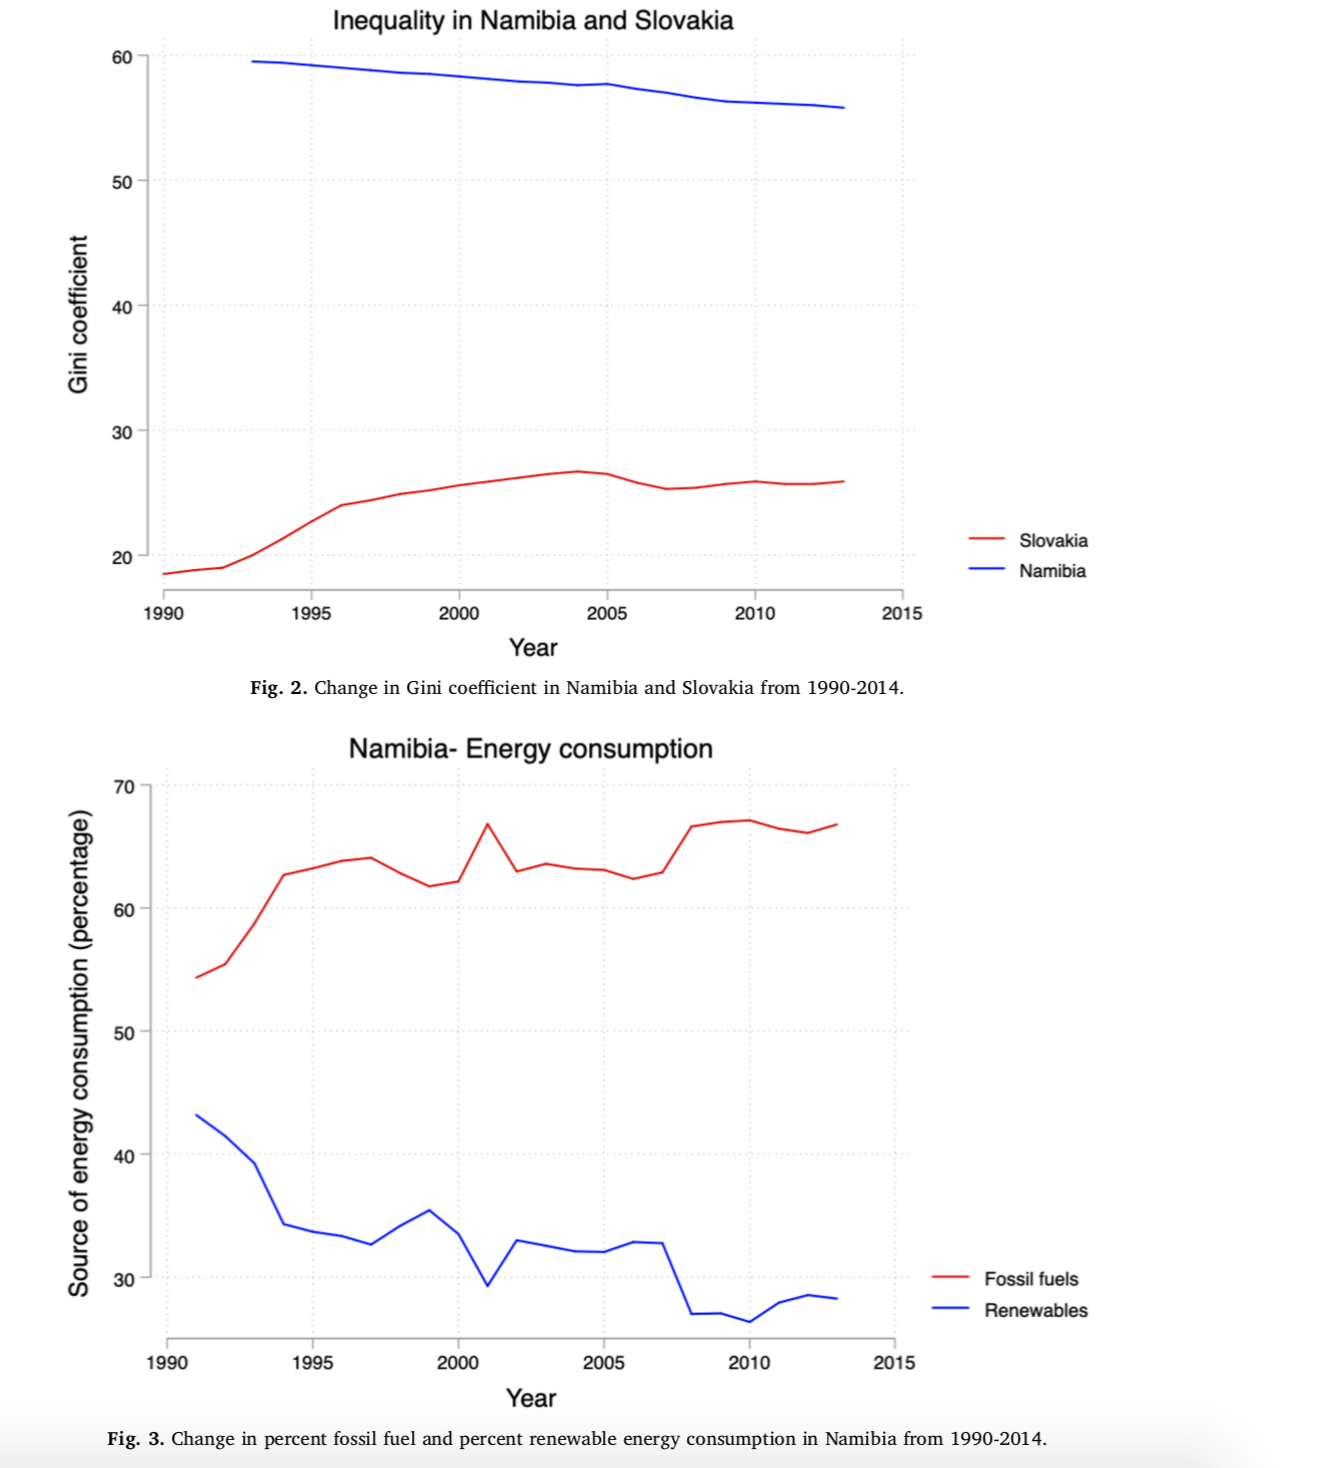 Inequality in Namibia and Slovakia
60
50
40
30
20
Gini coefficient
1990 1995 2000 2005 2010 2015
Year
Slovakia
Namibia
Fig. 2. Change in Gini coefficient in Namibia and Slovakia from 1990-2014.
Namibia- Energy consumption
70
60
50
40
30
Source of energy consumption (percentage)
1990 1995 2000 2005 2010 2015
Year
Fossil fuels
Renewables
Fig. 3. Change in percent fossil fuel and percent renewable energy consumption in Namibia from 1990-2014.